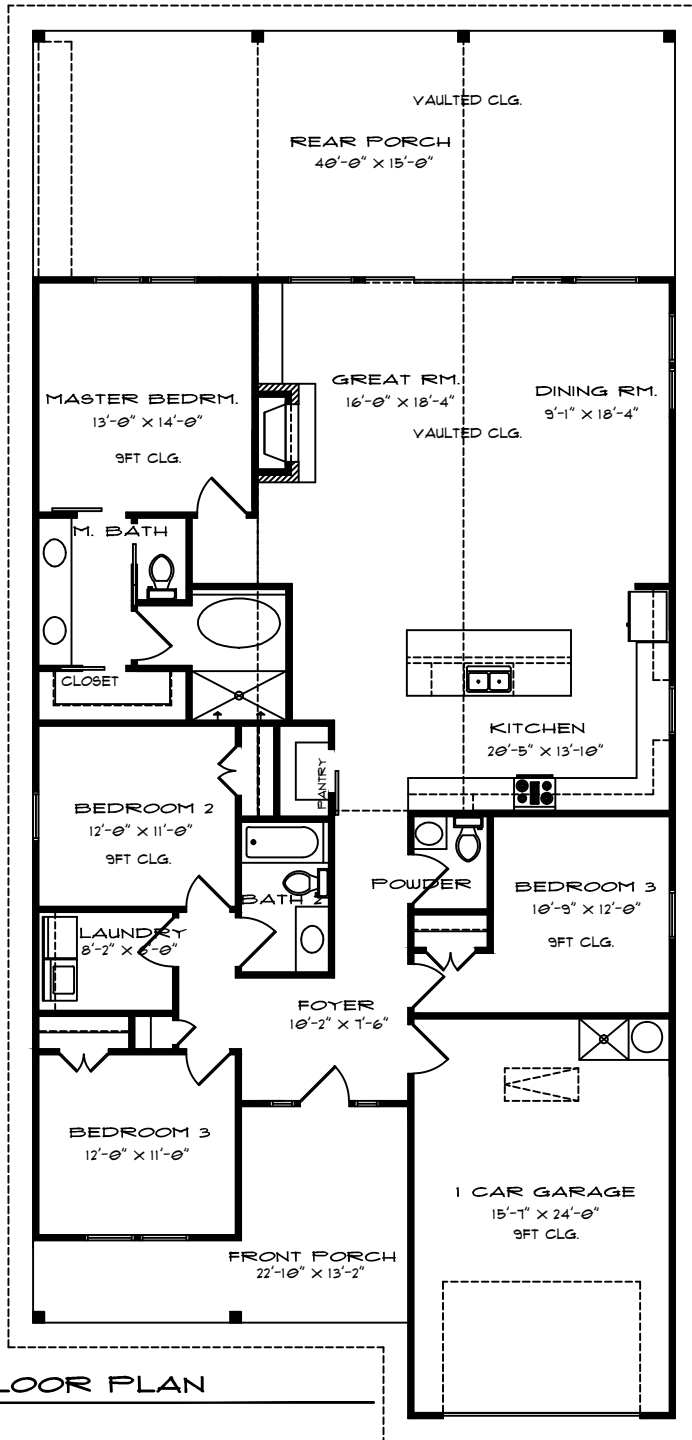 VAULTED CLG.
REAR PORCH
40'-0" X 15'-0"
GREAT RM.
16'-0" X 18'-4"
VAULTED CLG.
DINING RM.
9'-1" X 18'-4"
MASTER BEDRM.
13'-0" X 14'-0"
9FT CLG.
M. BATH
CLOSET
KITCHEN
20'-5" X 13'-10"
PANTRY
BEDROOM 2
12'-0" X 11'-0"
9FT CLG.
BATH 2
POWDER
BEDROOM 3
10'-9" X 12'-0"
9FT CLG.
LAUNDRY
8'-2" X 6'-0"
FOYER
10'-2" X 7'-6"
BEDROOM 3
12'-0" X 11'-0"
1 CAR GARAGE
15'-7" X 24'-0"
9FT CLG.
FRONT PORCH
22'-10" X 13'-2"
LOOR PLAN